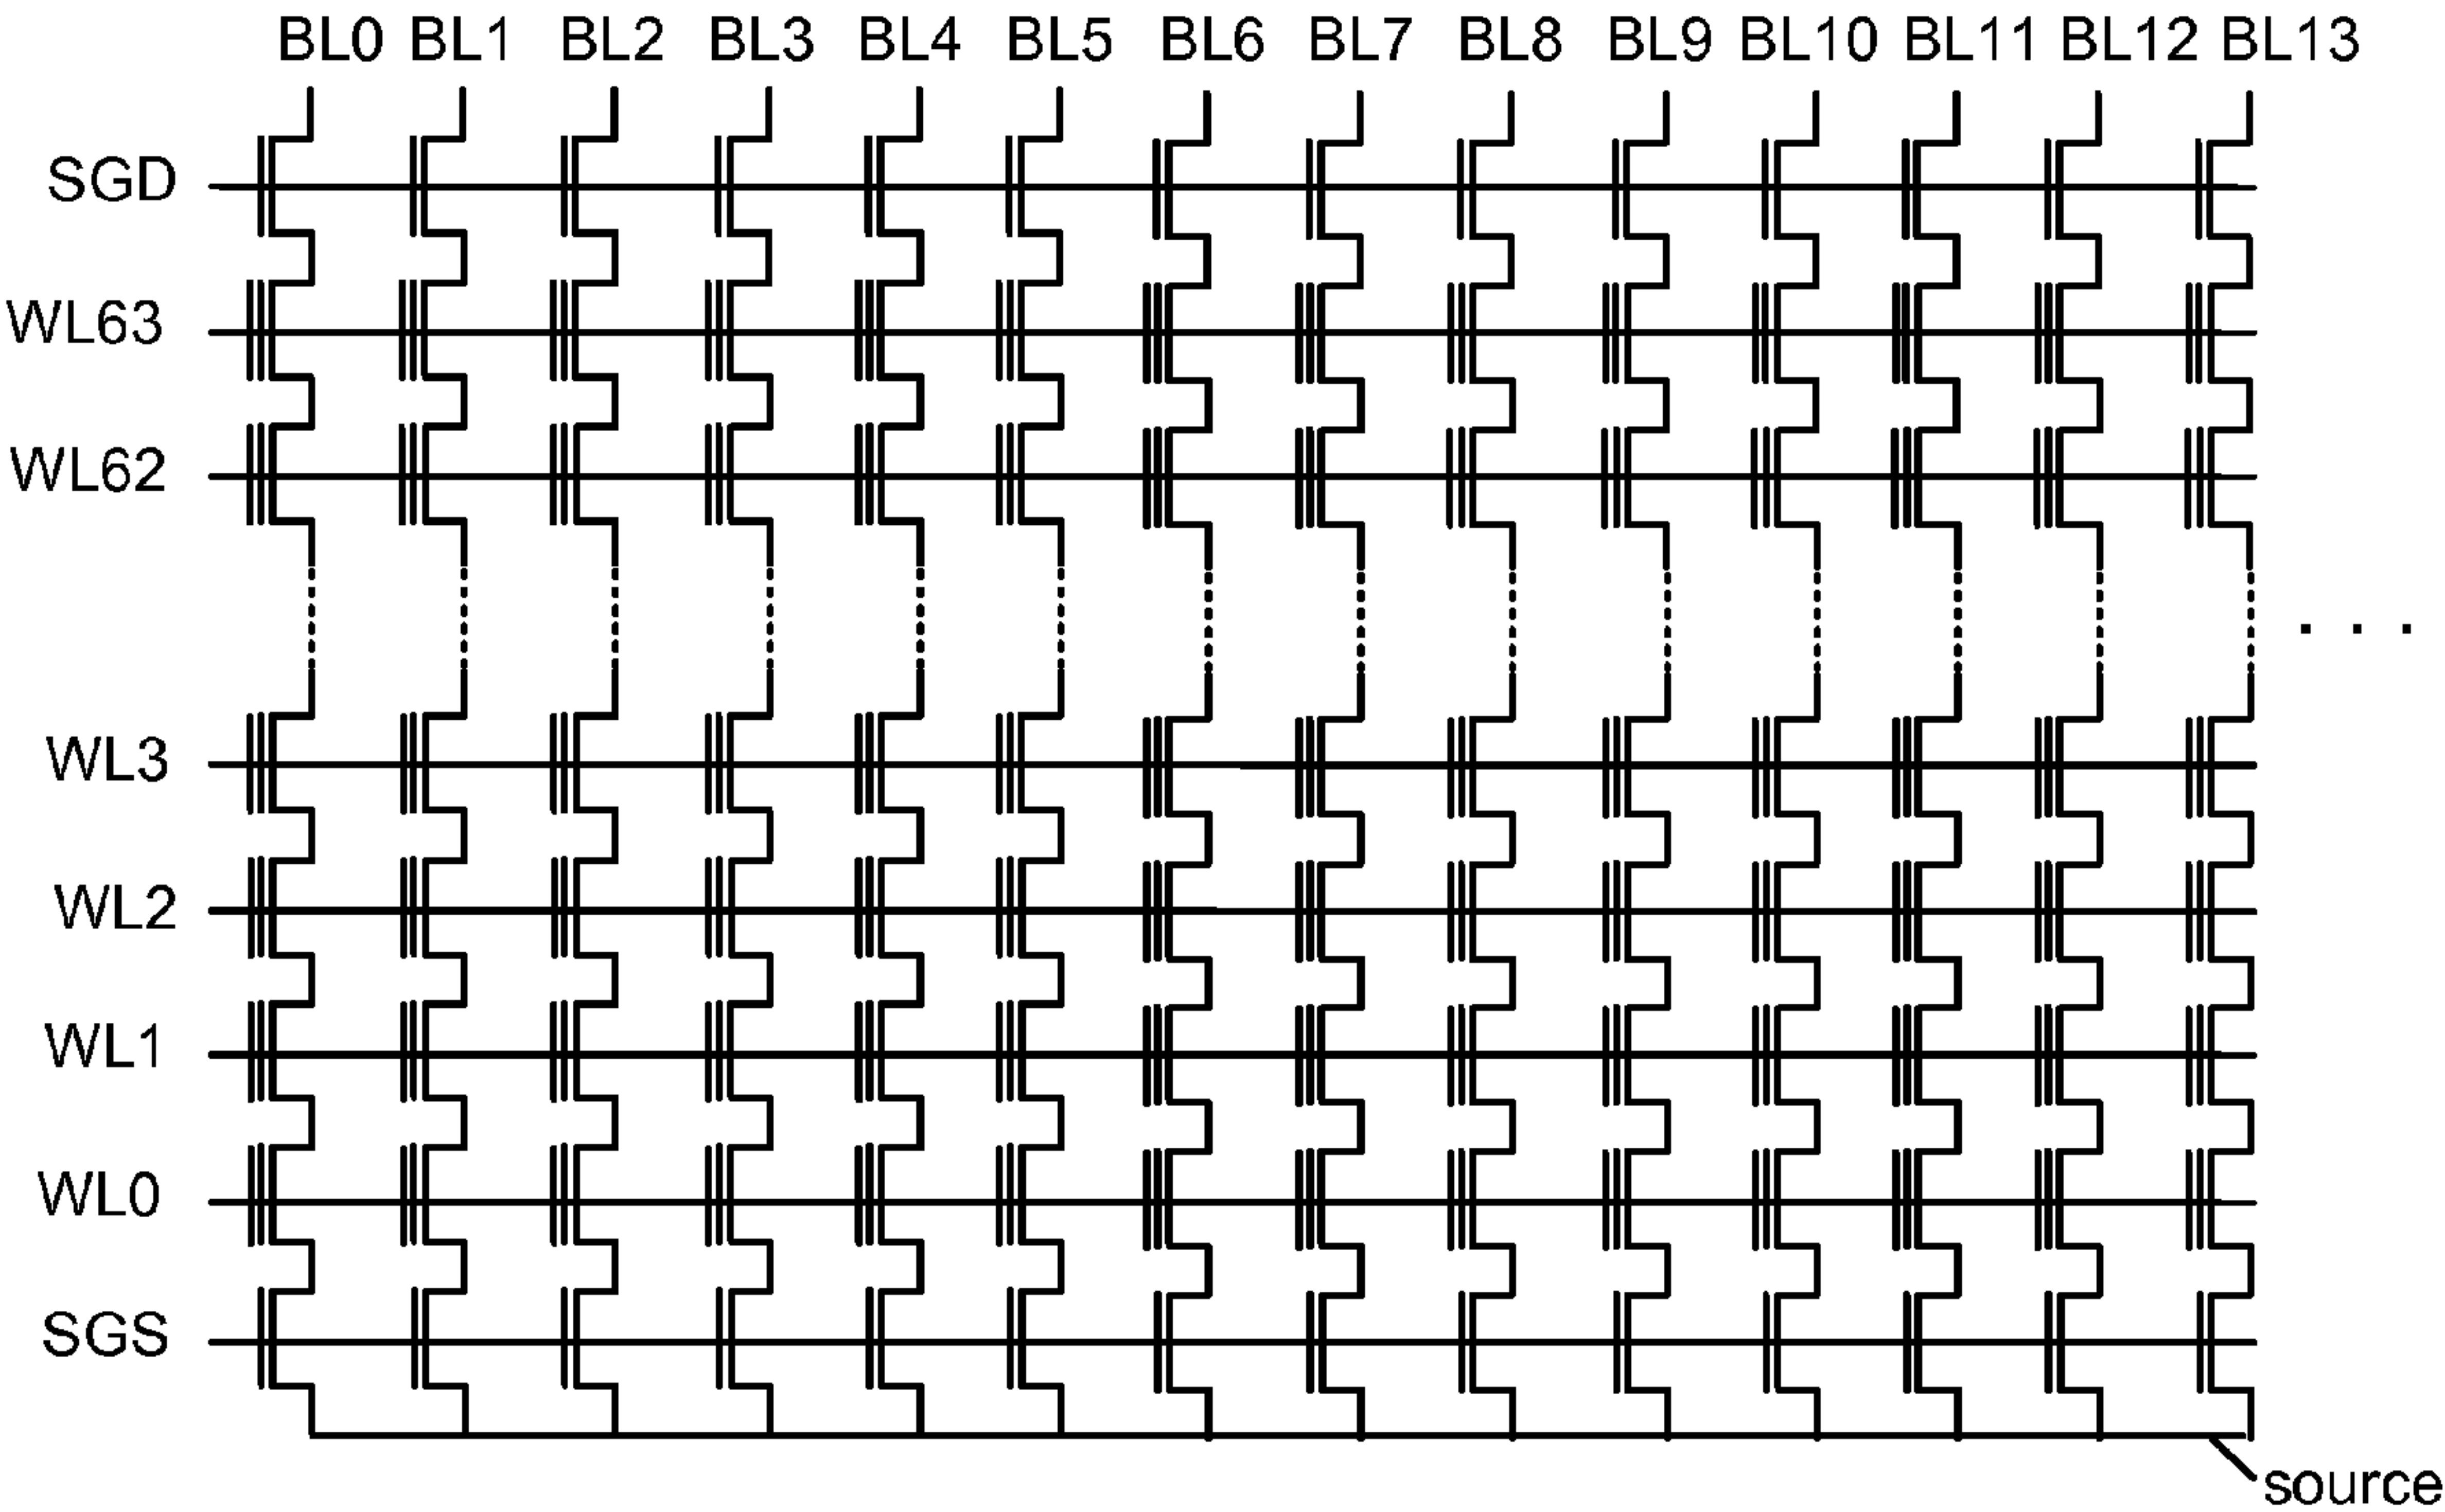 BL0 BL1 BL2 BL3 BL4 BL5 BL6 BL7 BL8 BL9 BL10 BL11 BL12 BL13
SGD
WL63
WL62
. . .
WL3
WL2
WL1
WL0
SGS
source